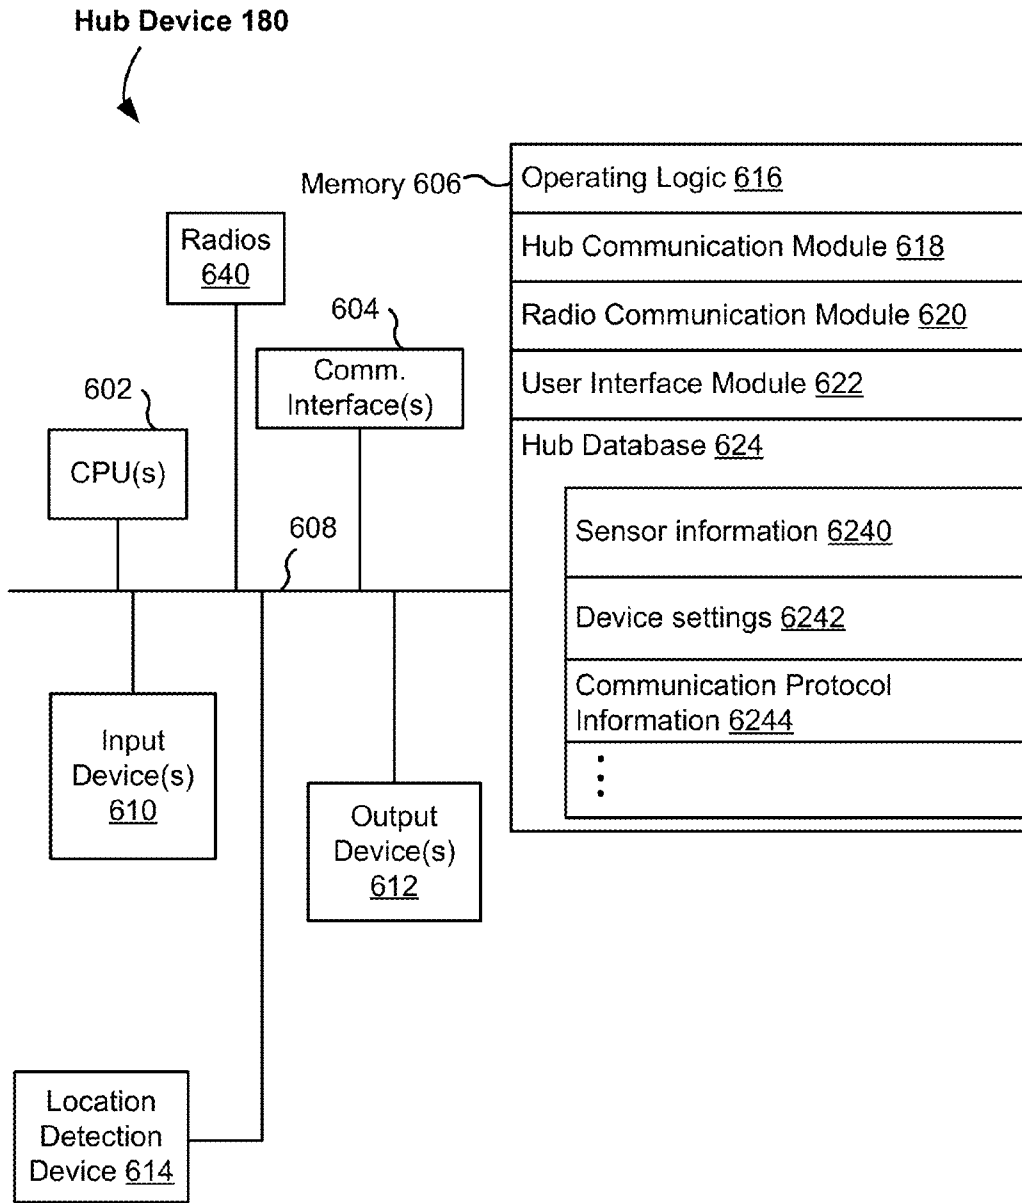 Hub Device 180
Memory 606
Operating Logic 616
Hub Communication Module 618
Radio Communication Module 620
User Interface Module 622
Hub Database 624
Sensor information 6240
Device settings 6242
Communication Protocol
Information 6244
Radios
640
604
Comm.
Interface(s)
602
CPU(s)
608
Input
Device(s)
610
Output
Device(s)
612
Location
Detection
Device 614